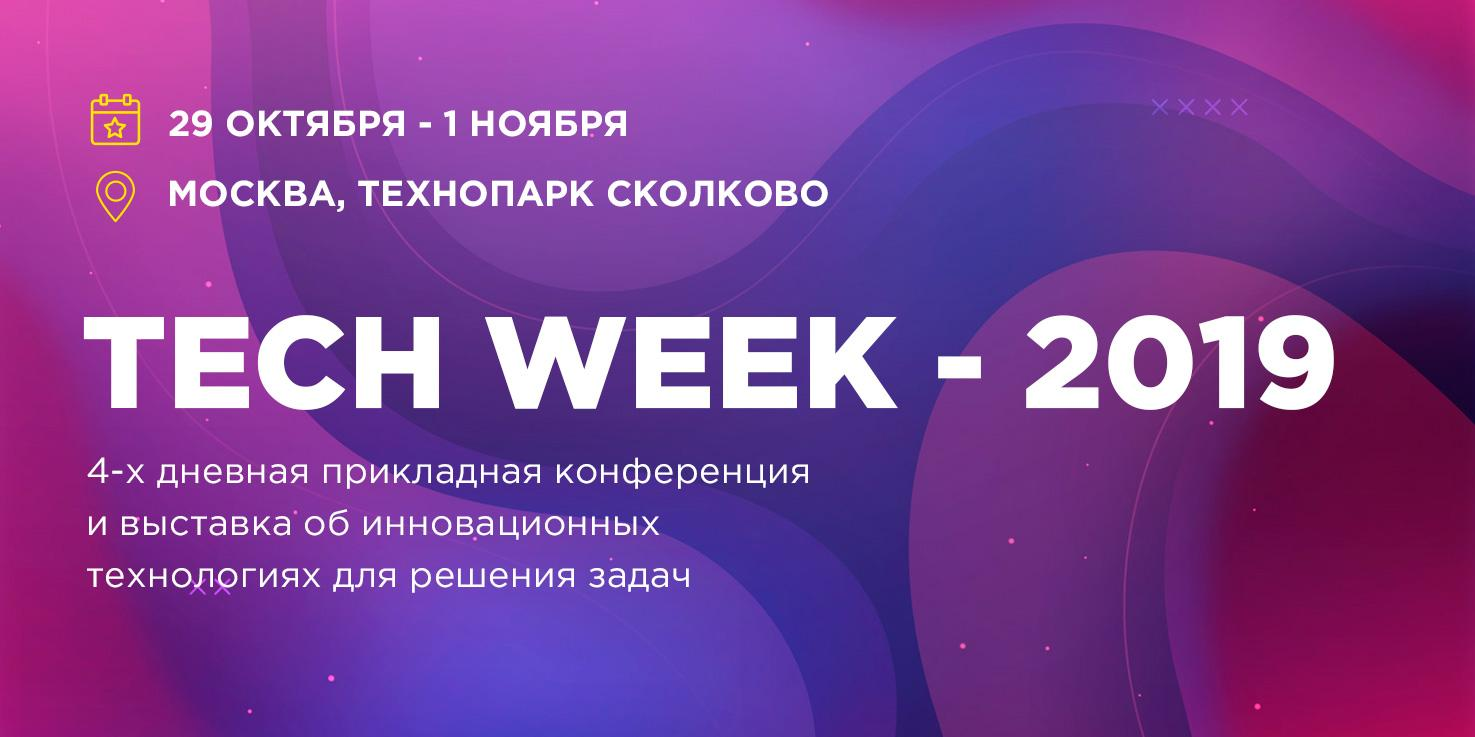 29 ОКТЯБРЯ - 1 НОЯБРЯ
МОСКВА, ТЕХНОПАРК СКОЛКОВО
TECH WEEK - 2019
4-х дневная прикладная конференция
и выставка об инновационных
технологиях для решения задач